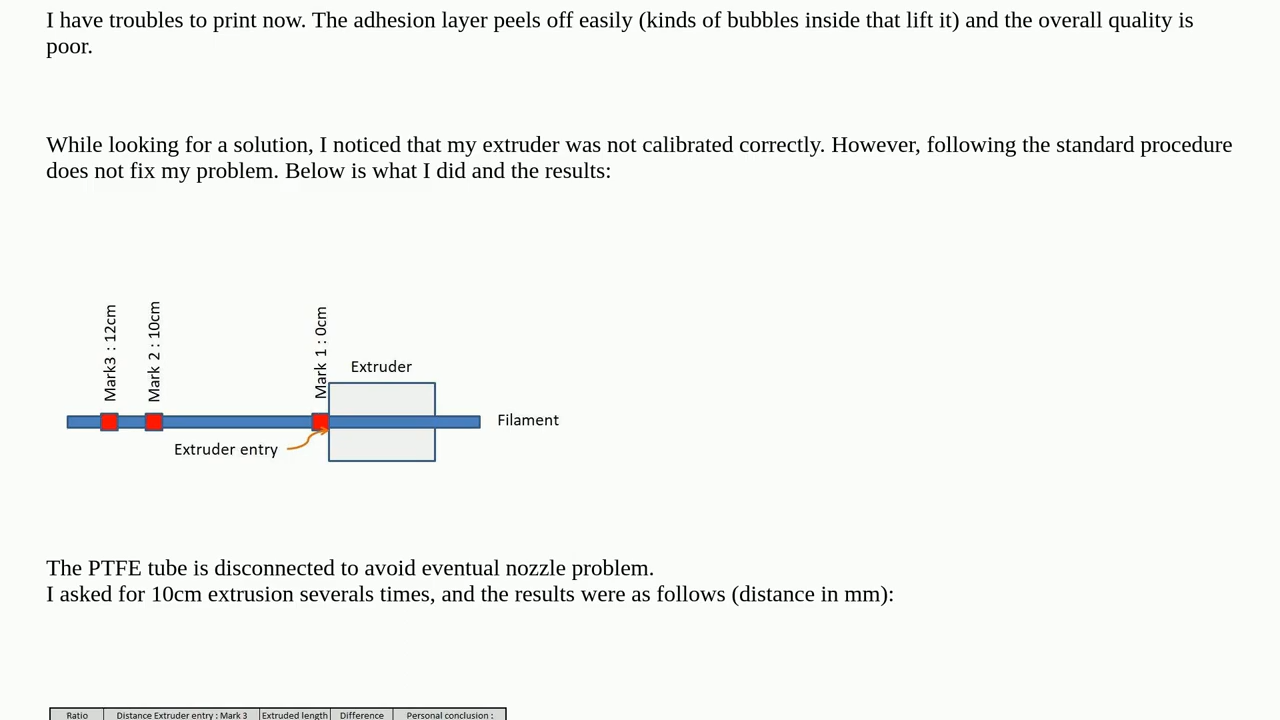 I have troubles to print now. The adhesion layer peels off easily (kinds of bubbles inside that lift it) and the overall quality is
poor.
While looking for a solution, I noticed that my extruder was not calibrated correctly. However, following the standard procedure
does not fix my problem. Below is what I did and the results:
Mark3 : 12cm
Mark 2 : 10cm
Mark 1 : 0cm
Extruder
Filament
Extruder entry
The PTFE tube is disconnected to avoid eventual nozzle problem.
I asked for 10cm extrusion severals times, and the results were as follows (distance in mm):
Ratio Distance Extruder entry : Mark 3 Extruded length Difference Personal conclusion :